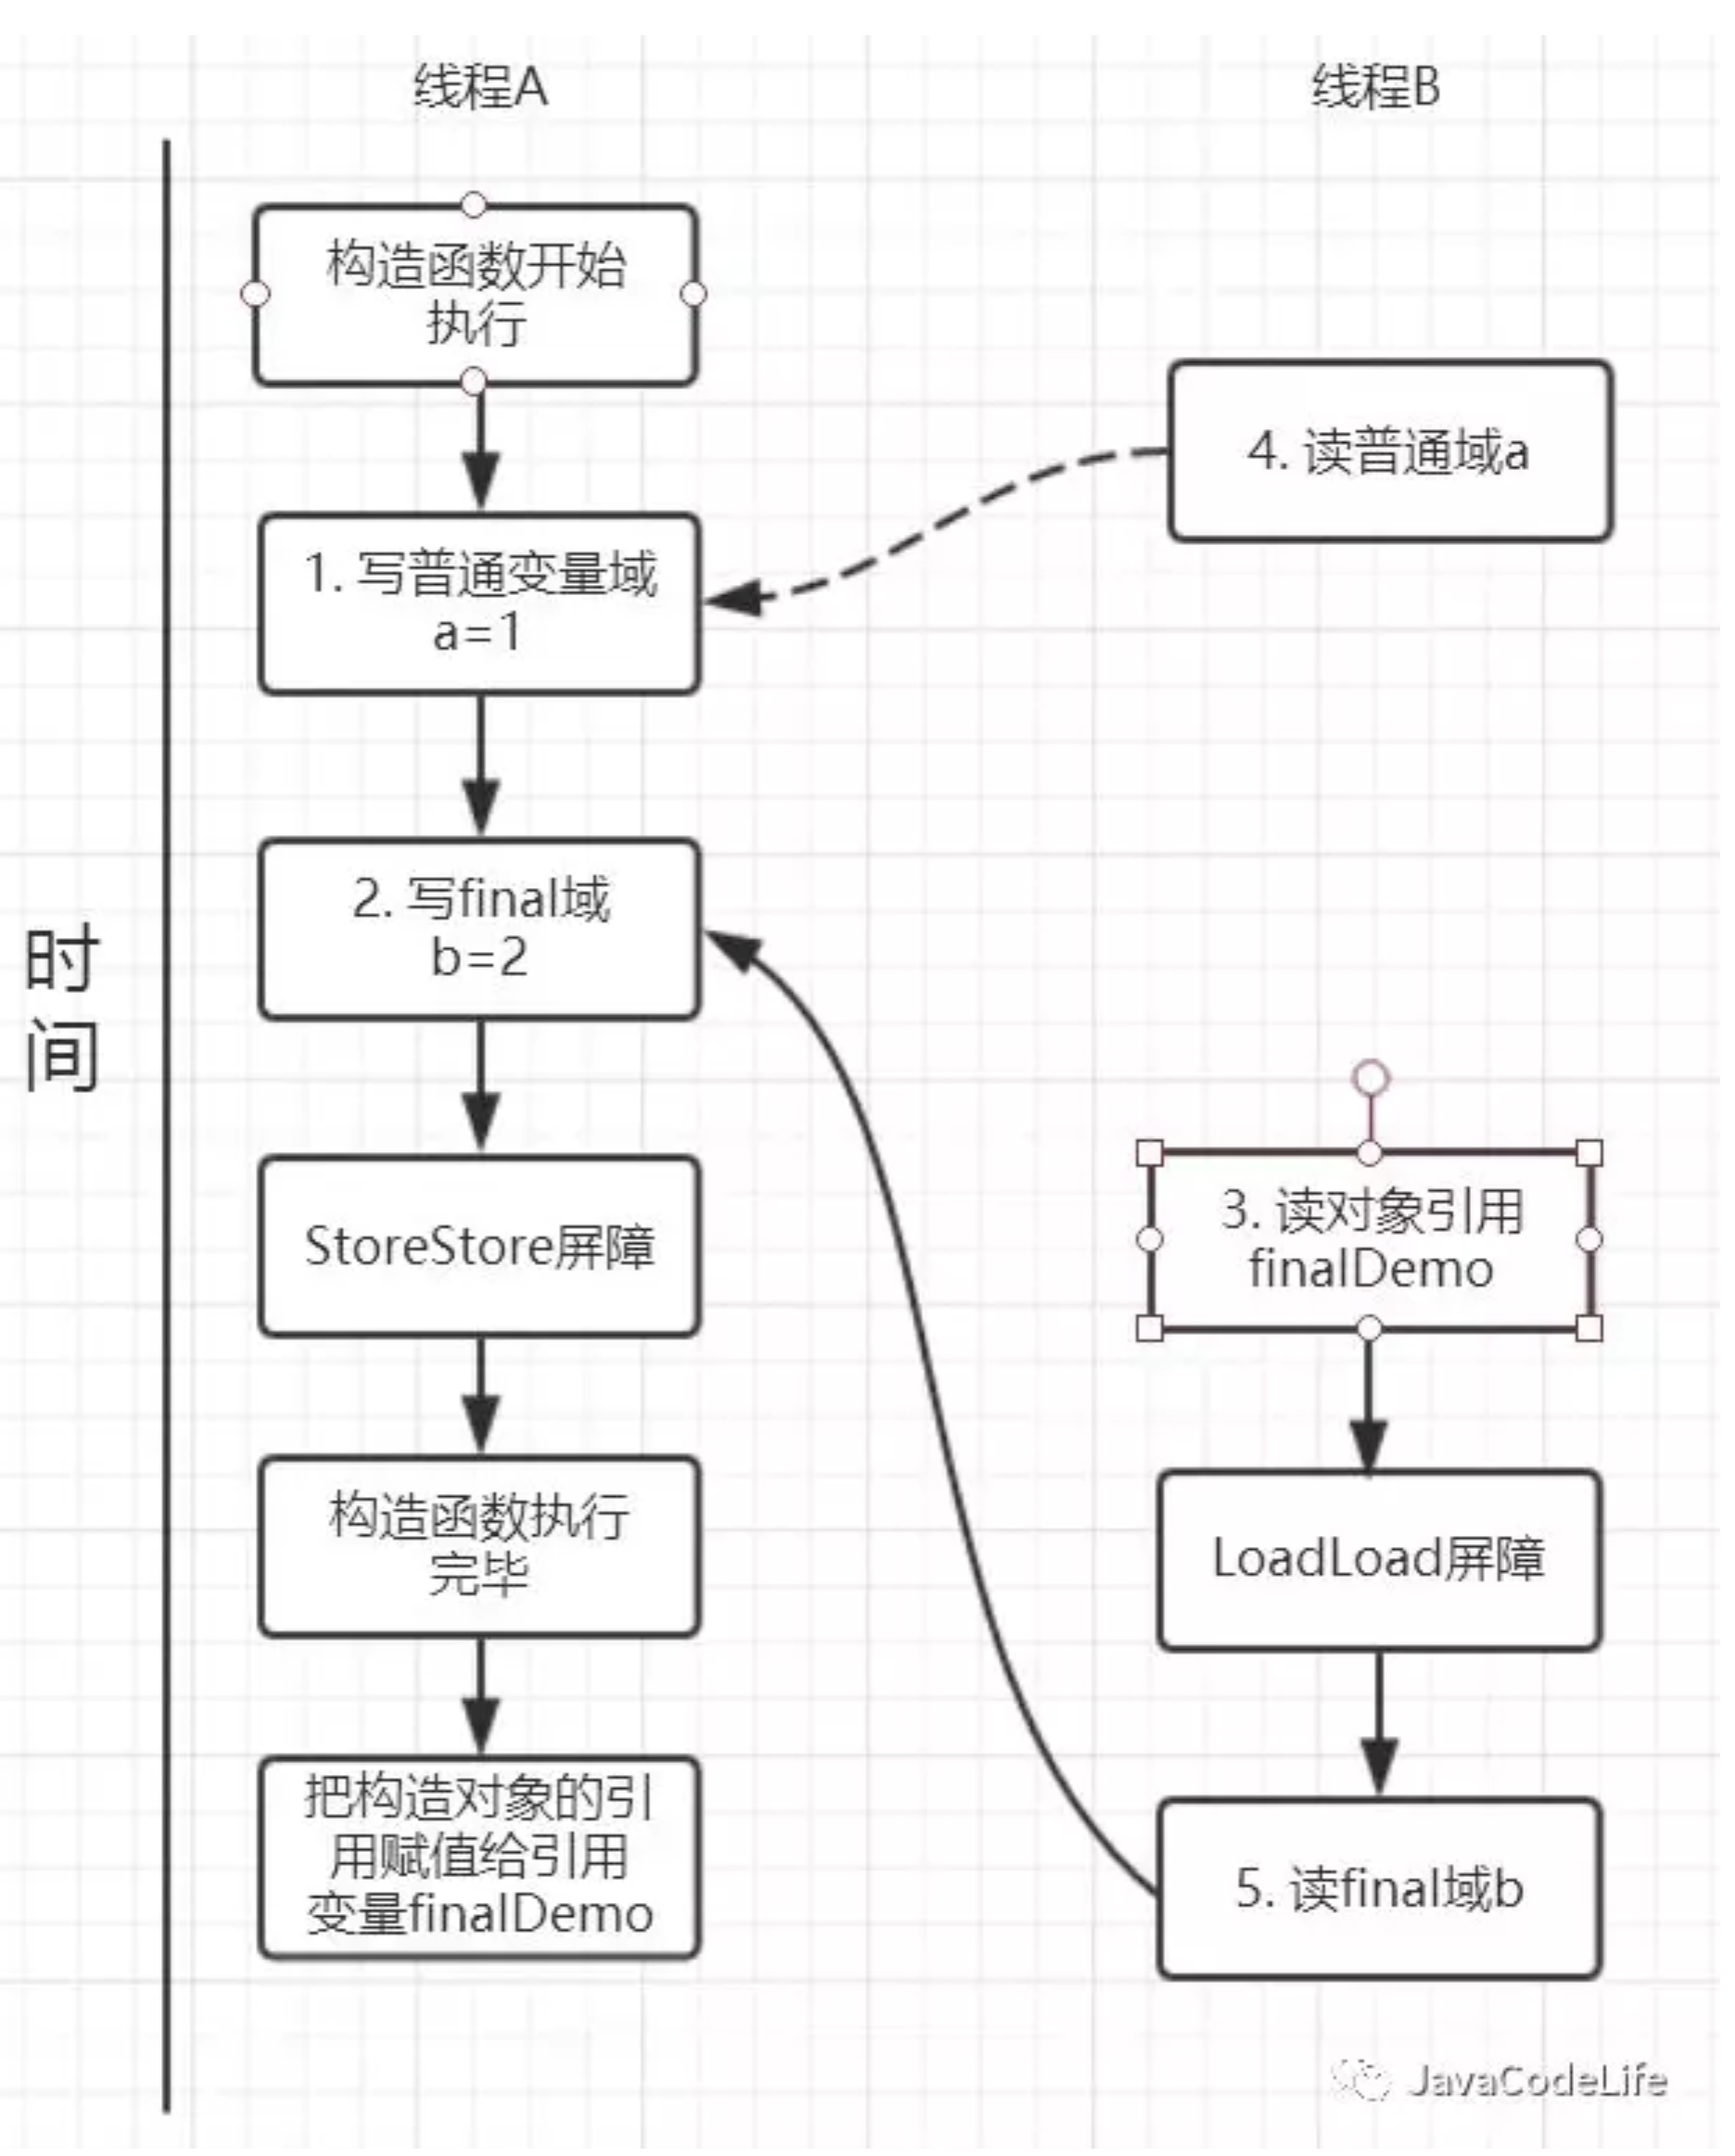 线程A
线程B
构造函数开始
执行
4. 读普通域a
1. 写普通变量域
a=1
2. 写final域
b=2
时
间
StoreStore屏障
3. 读对象引用
finalDemo
构造函数执行
完毕
LoadLoad屏障
把构造对象的引
用赋值给引用
变量finalDemo
5. 读final域b
JavaCodeLife